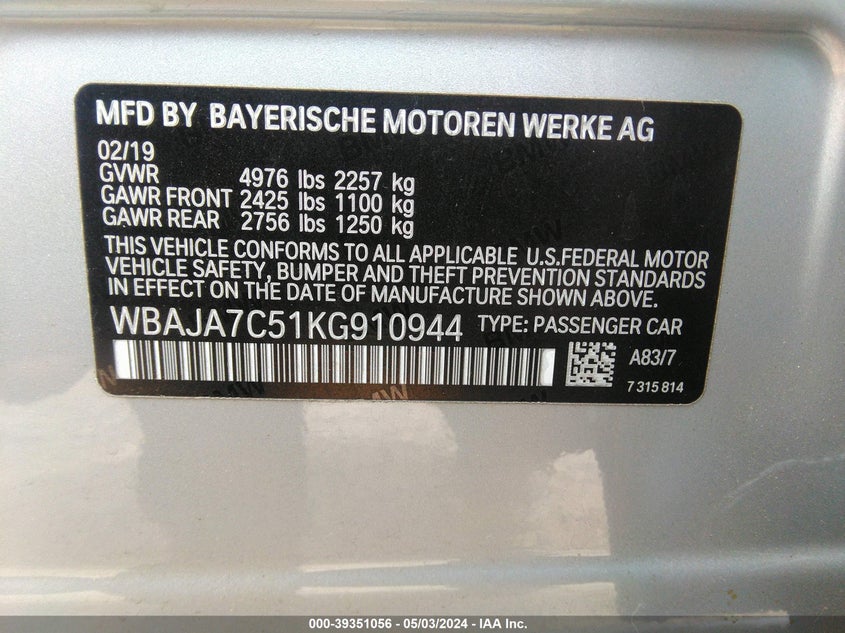 MFD BY BAYERISCHE MOTOREN WERKE AG
02/19
GVWR 4976 lbs 2257 kg
GAWR FRONT 2425 lbs 1100 kg
GAWR REAR 2756 lbs 1250 kg
THIS VEHICLE CONFORMS TO ALL APPLICABLE U.S.FEDERAL MOTOR
VEHICLE SAFETY, BUMPER AND THEFT PREVENTION STANDARDS
IN EFFECT ON THE DATE OF MANUFACTURE SHOWN ABOVE.
WBAJA7C51KG910944 TYPE: PASSENGER CAR
A83/7
7 315 814
000-39351056 — 05/03/2024 — IAA Inc.